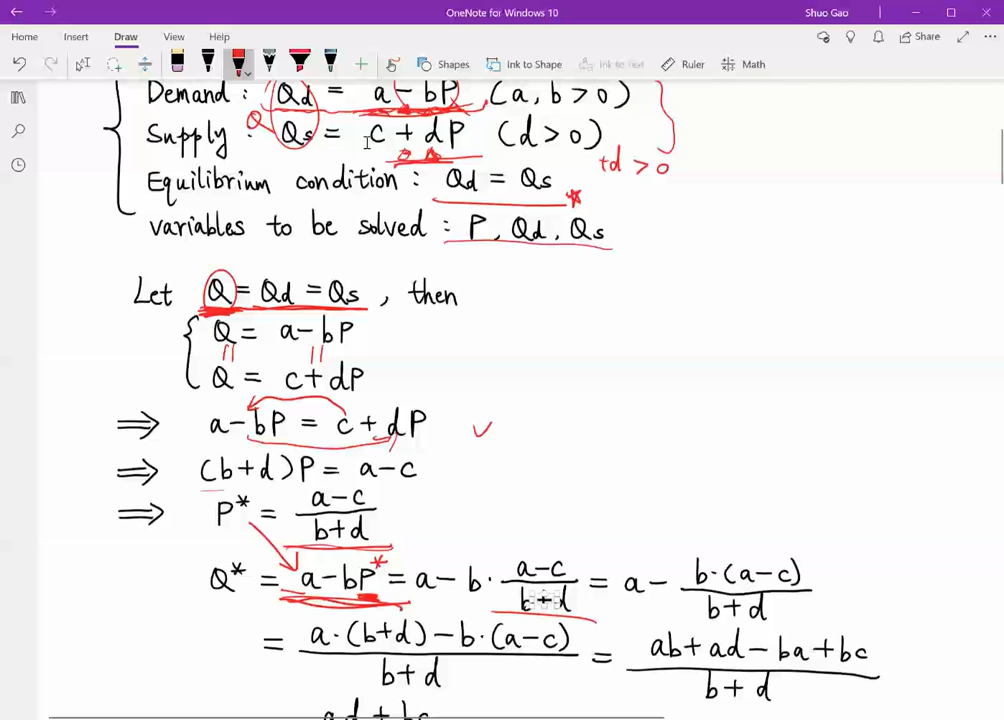 OneNote for Windows 10
Shuo Gao
Home Insert Draw View Help Share
Shapes Ink to Shape Ink to Text Ruler Math
Demand : Qd = a - bP (a, b > 0)
Q
Supply : Qs = c + dP (d > 0)
+d > 0
Equilibrium condition : Qd = Qs *
variables to be solved : P, Qd, Qs
Let Q = Qd = Qs , then
Q = a - bP
Q = c + dP
⇒ a - bP = c + dP ✓
⇒ (b+d)P = a - c
⇒ P* = (a-c)/(b+d)
Q* = a - bP* = a - b · (a-c)/(b+d) = a - b·(a-c)/(b+d)
= (a·(b+d) - b·(a-c))/(b+d) = (ab + ad - ba + bc)/(b+d)
ad + bc